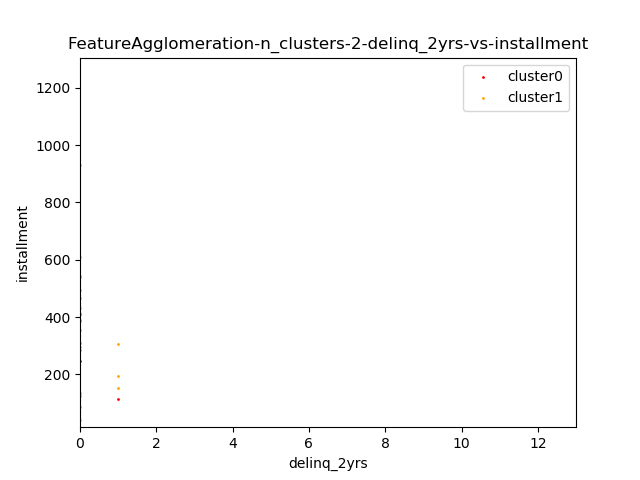 FeatureAgglomeration-n_clusters-2-delinq_2yrs-vs-installment
cluster0
cluster1
1200
1000
800
600
400
200
installment
0 2 4 6 8 10 12
delinq_2yrs